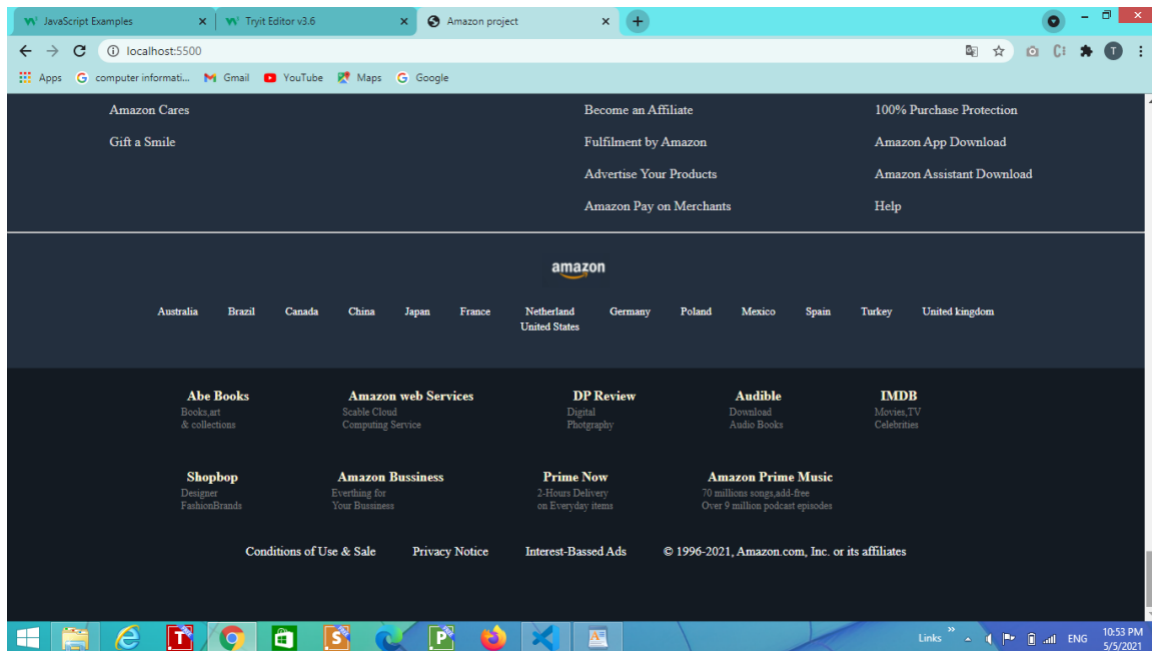 JavaScript Examples
Tryit Editor v3.6
Amazon project
localhost:5500
Apps
computer informati...
Gmail
YouTube
Maps
Google
Amazon Cares
Become an Affiliate
100% Purchase Protection
Gift a Smile
Fulfilment by Amazon
Amazon App Download
Advertise Your Products
Amazon Assistant Download
Amazon Pay on Merchants
Help
amazon
Australia Brazil Canada China Japan France Netherland Germany Poland Mexico Spain Turkey United kingdom
United States
Abe Books
Books,art
& collections
Amazon web Services
Scable Cloud
Computing Service
DP Review
Digital
Photgraphy
Audible
Download
Audio Books
IMDB
Movies,TV
Celebrities
Shopbop
Designer
FashionBrands
Amazon Bussiness
Everthing for
Your Bussiness
Prime Now
2-Hours Delivery
on Everyday items
Amazon Prime Music
70 millions songs,add-free
Over 9 million podcast episodes
Conditions of Use & Sale Privacy Notice Interest-Bassed Ads © 1996-2021, Amazon.com, Inc. or its affiliates
Links
ENG
10:53 PM
5/5/2021